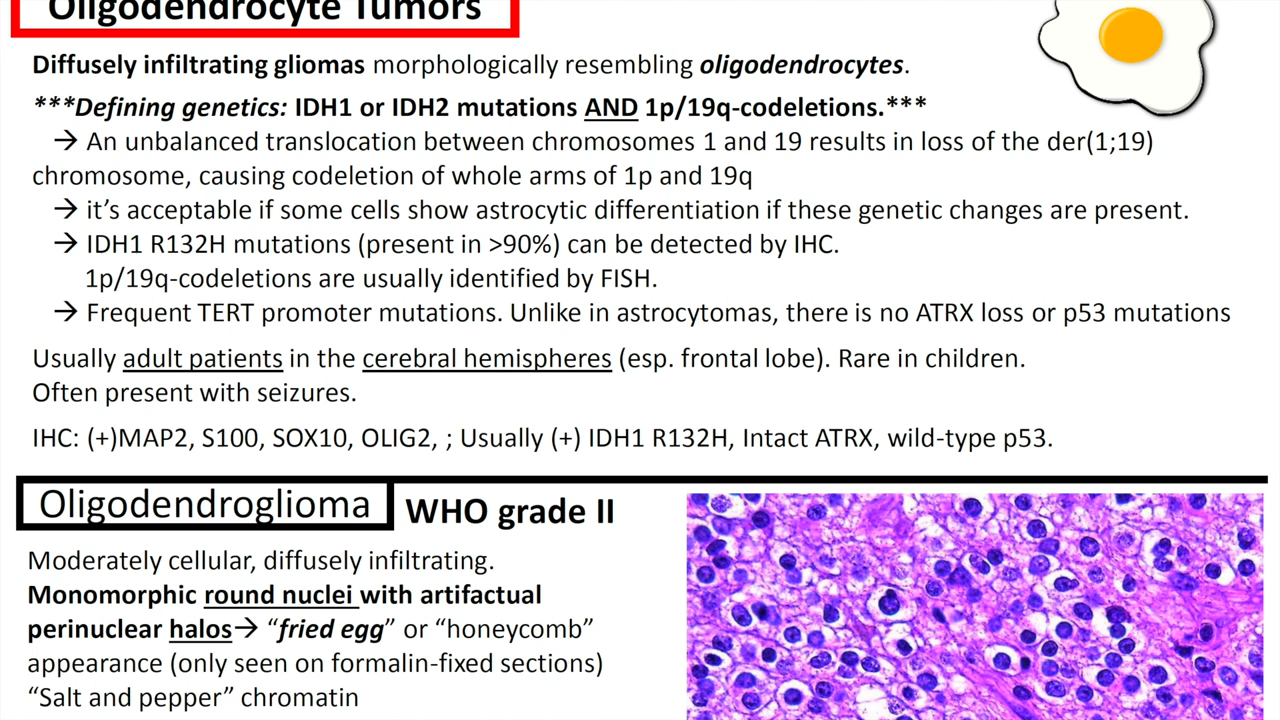 Oligodendrocyte Tumors
Diffusely infiltrating gliomas morphologically resembling oligodendrocytes.
***Defining genetics: IDH1 or IDH2 mutations AND 1p/19q-codeletions.***
→ An unbalanced translocation between chromosomes 1 and 19 results in loss of the der(1;19)
chromosome, causing codeletion of whole arms of 1p and 19q
→ it’s acceptable if some cells show astrocytic differentiation if these genetic changes are present.
→ IDH1 R132H mutations (present in >90%) can be detected by IHC.
1p/19q-codeletions are usually identified by FISH.
→ Frequent TERT promoter mutations. Unlike in astrocytomas, there is no ATRX loss or p53 mutations
Usually adult patients in the cerebral hemispheres (esp. frontal lobe). Rare in children.
Often present with seizures.
IHC: (+)MAP2, S100, SOX10, OLIG2, ; Usually (+) IDH1 R132H, Intact ATRX, wild-type p53.
Oligodendroglioma WHO grade II
Moderately cellular, diffusely infiltrating.
Monomorphic round nuclei with artifactual
perinuclear halos→ “fried egg” or “honeycomb”
appearance (only seen on formalin-fixed sections)
“Salt and pepper” chromatin